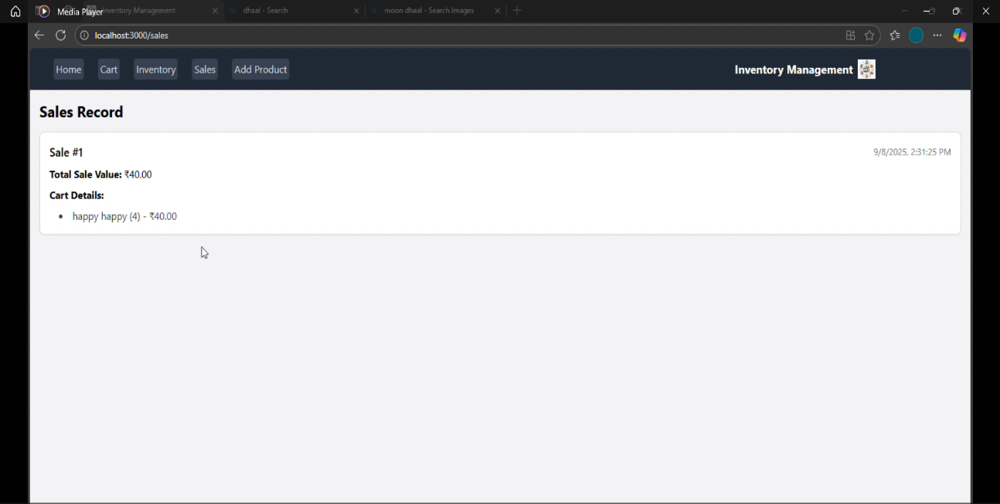 Media Player
Inventory Management
dhaal - Search
moon dhaal - Search Images
localhost:3000/sales
Home
Cart
Inventory
Sales
Add Product
Inventory Management
Sales Record
Sale #1
9/8/2025, 2:31:25 PM
Total Sale Value: ₹40.00
Cart Details:
• happy happy (4) - ₹40.00